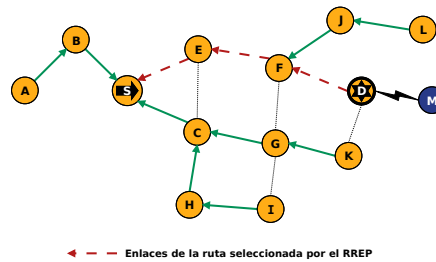 J
L
B
E
F
A
S
D
M
C
G
K
H
I
Enlaces de la ruta seleccionada por el RREP